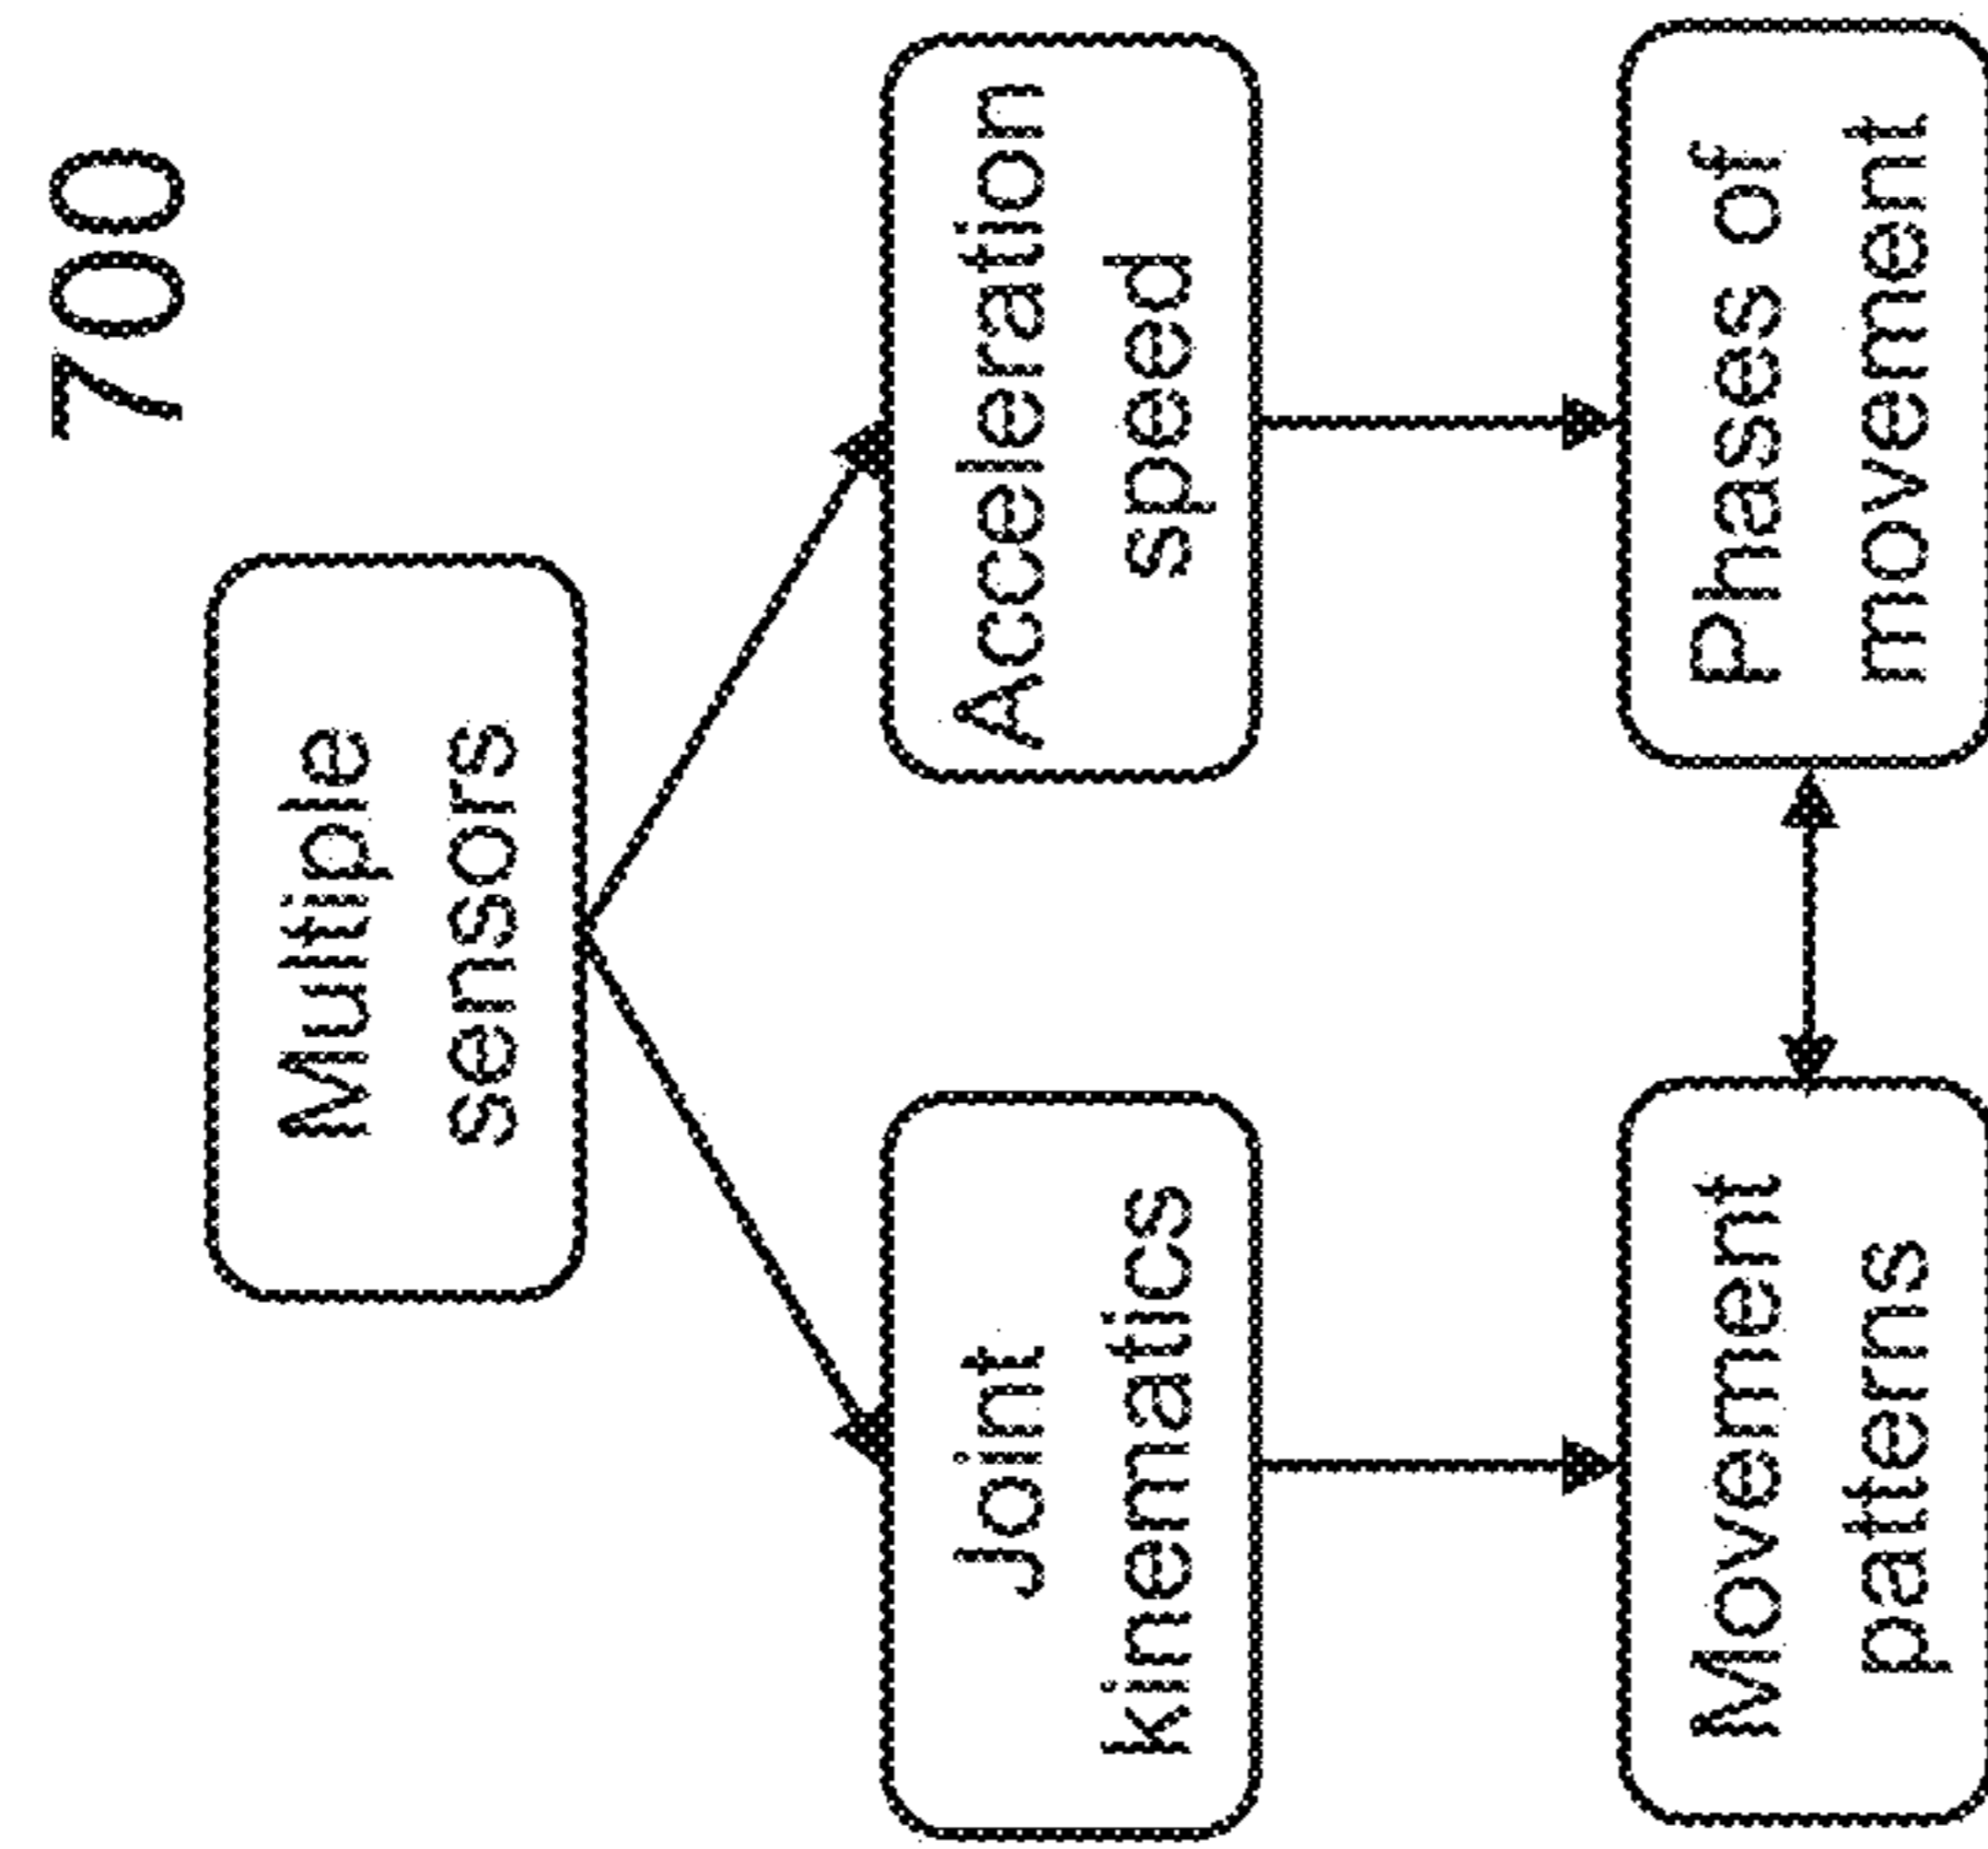 700
Multiple
sensors
Joint
kinematics
Acceleration
speed
Movement
patterns
Phases of
movement